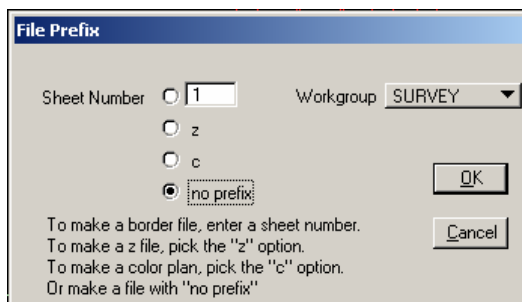 File Prefix
Sheet Number 1 Workgroup SURVEY
z
c
no prefix
OK
To make a border file, enter a sheet number.
To make a z file, pick the "z" option.
Cancel
To make a color plan, pick the "c" option.
Or make a file with "no prefix"